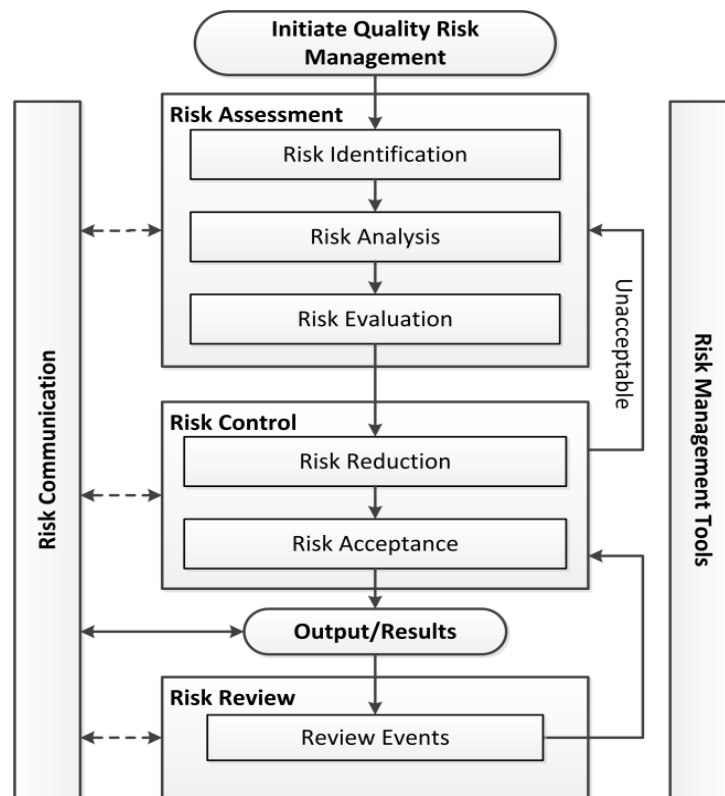 Initiate Quality Risk
Management
Risk Assessment
Risk Identification
Risk Analysis
Risk Evaluation
Unacceptable
Risk Control
Risk Reduction
Risk Acceptance
Output/Results
Risk Review
Review Events
Risk Communication
Risk Management Tools